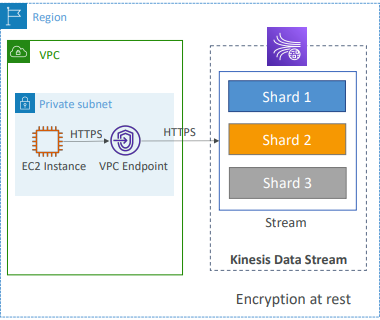 Region
VPC
Private subnet
HTTPS
HTTPS
EC2 Instance
VPC Endpoint
Shard 1
Shard 2
Shard 3
Stream
Kinesis Data Stream
Encryption at rest